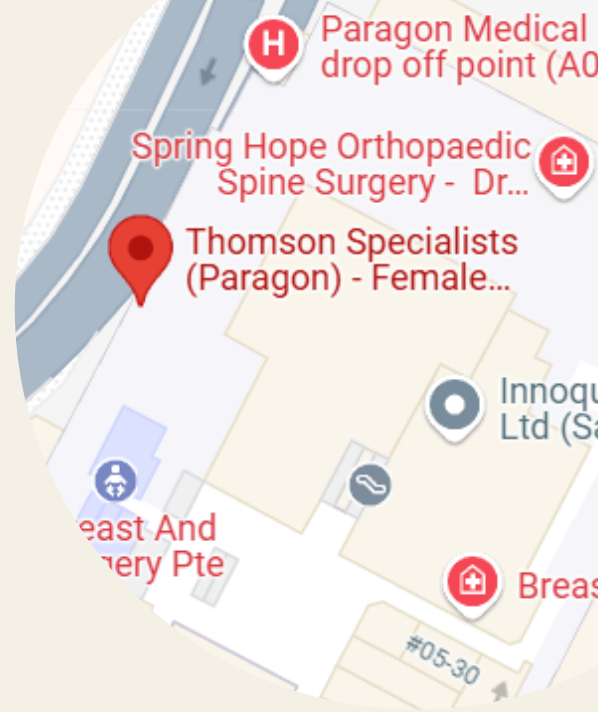 H
Paragon Medical
drop off point (A0
Spring Hope Orthopaedic
Spine Surgery - Dr...
Thomson Specialists
(Paragon) - Female...
Innoqu
Ltd (Sa
east And
gery Pte
Breas
#05-30